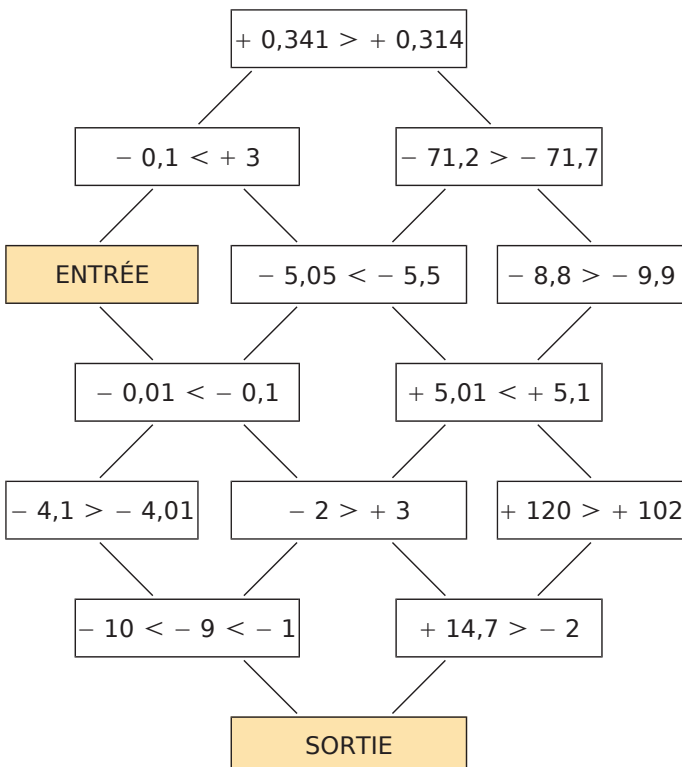 + 0,341 > + 0,314
− 0,1 < + 3
− 71,2 > − 71,7
ENTRÉE
− 5,05 < − 5,5
− 8,8 > − 9,9
− 0,01 < − 0,1
+ 5,01 < + 5,1
− 4,1 > − 4,01
− 2 > + 3
+ 120 > + 102
− 10 < − 9 < − 1
+ 14,7 > − 2
SORTIE